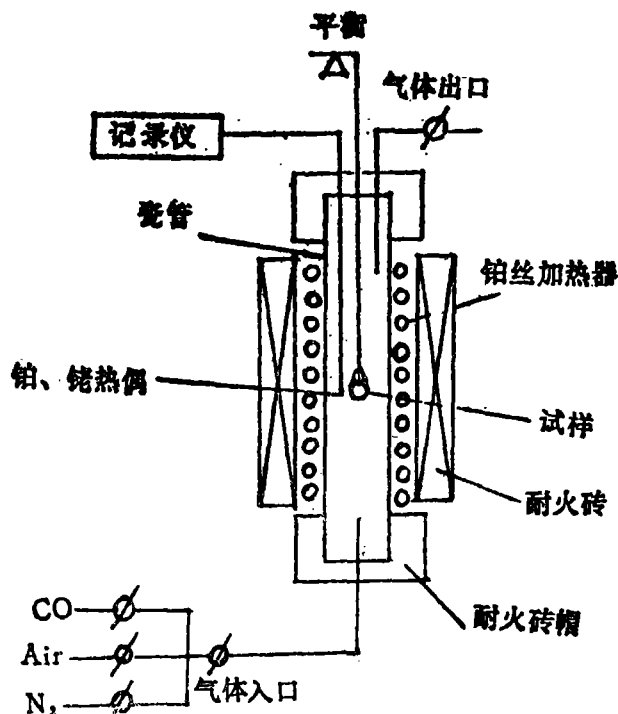 平衡
气体出口
记录仪
瓷管
铂丝加热器
铂、铑热偶
试样
耐火砖
耐火砖帽
CO
Air
N₂
气体入口